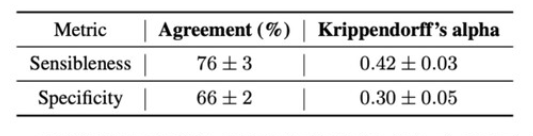 Metric | Agreement (%) | Krippendorff's alpha
Sensibleness | 76 ± 3 | 0.42 ± 0.03
Specificity | 66 ± 2 | 0.30 ± 0.05